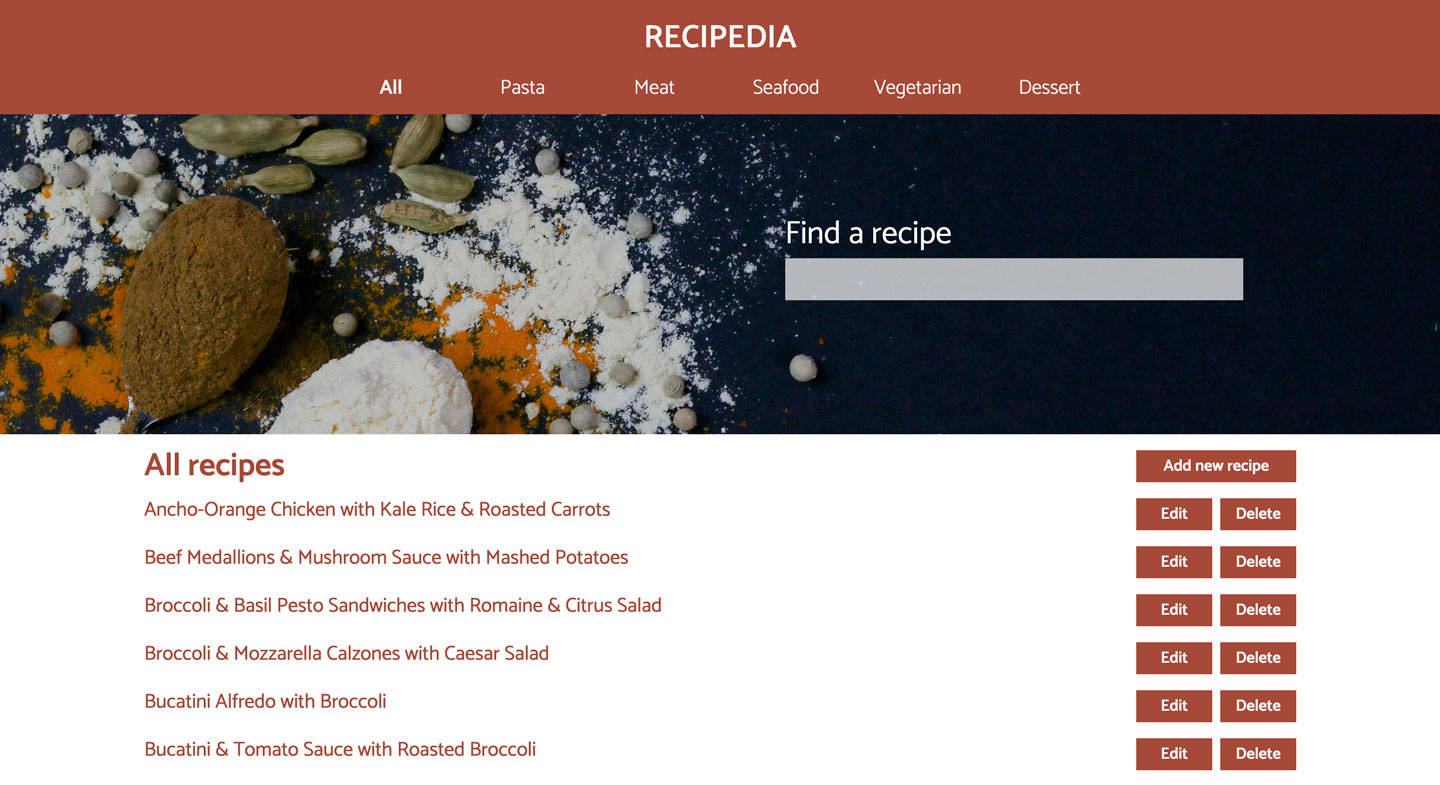 RECIPEDIA
All Pasta Meat Seafood Vegetarian Dessert
Find a recipe
All recipes Add new recipe
Ancho-Orange Chicken with Kale Rice & Roasted Carrots Edit Delete
Beef Medallions & Mushroom Sauce with Mashed Potatoes Edit Delete
Broccoli & Basil Pesto Sandwiches with Romaine & Citrus Salad Edit Delete
Broccoli & Mozzarella Calzones with Caesar Salad Edit Delete
Bucatini Alfredo with Broccoli Edit Delete
Bucatini & Tomato Sauce with Roasted Broccoli Edit Delete